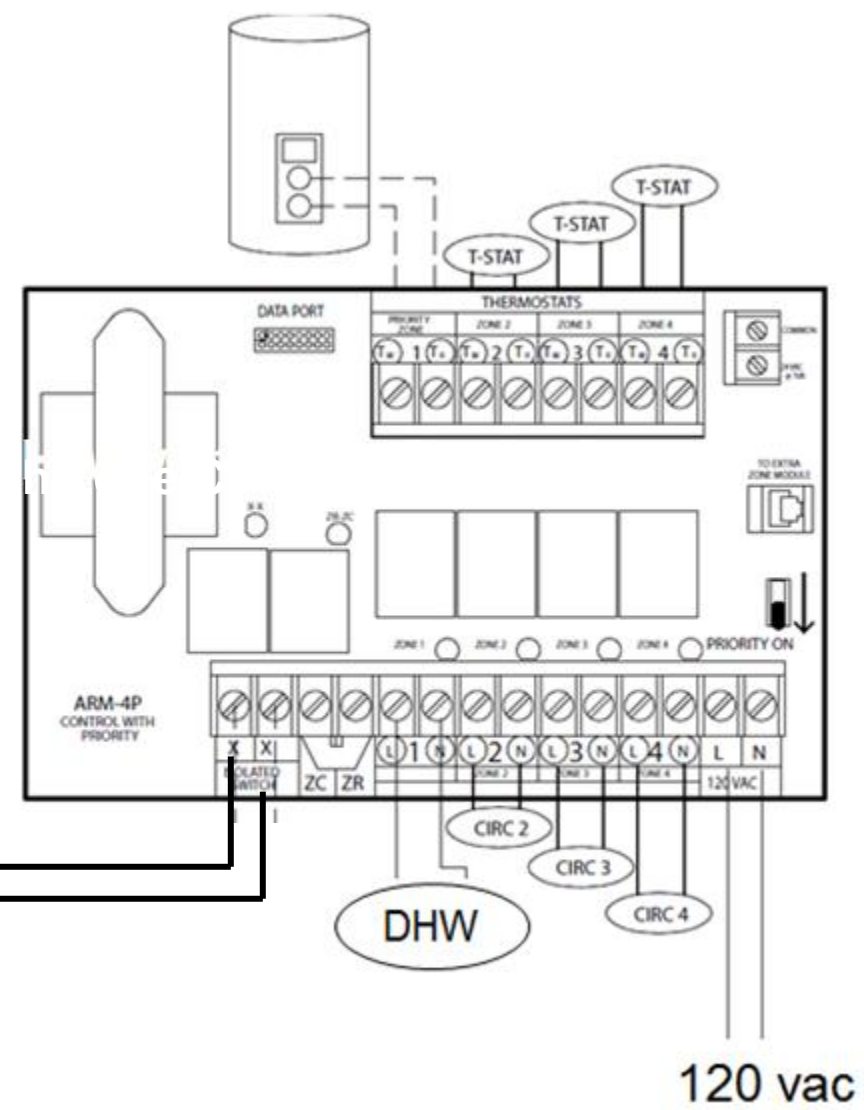 T-STAT
T-STAT
T-STAT
DATA PORT
THERMOSTATS
PRIORITY ZONE
ZONE 2
ZONE 3
ZONE 4
1
2
3
4
COMMON
TO EXTRA
ZONE MODULE
X-X
ZR-ZC
ZONE 1
ZONE 2
ZONE 3
ZONE 4
PRIORITY ON
ARM-4P
CONTROL WITH
PRIORITY
X X
ISOLATED
SWITCH
ZC ZR
L 1 N
L 2 N
L 3 N
L 4 N
L N
ZONE 2
ZONE 3
ZONE 4
120 VAC
CIRC 2
CIRC 3
CIRC 4
DHW
120 vac